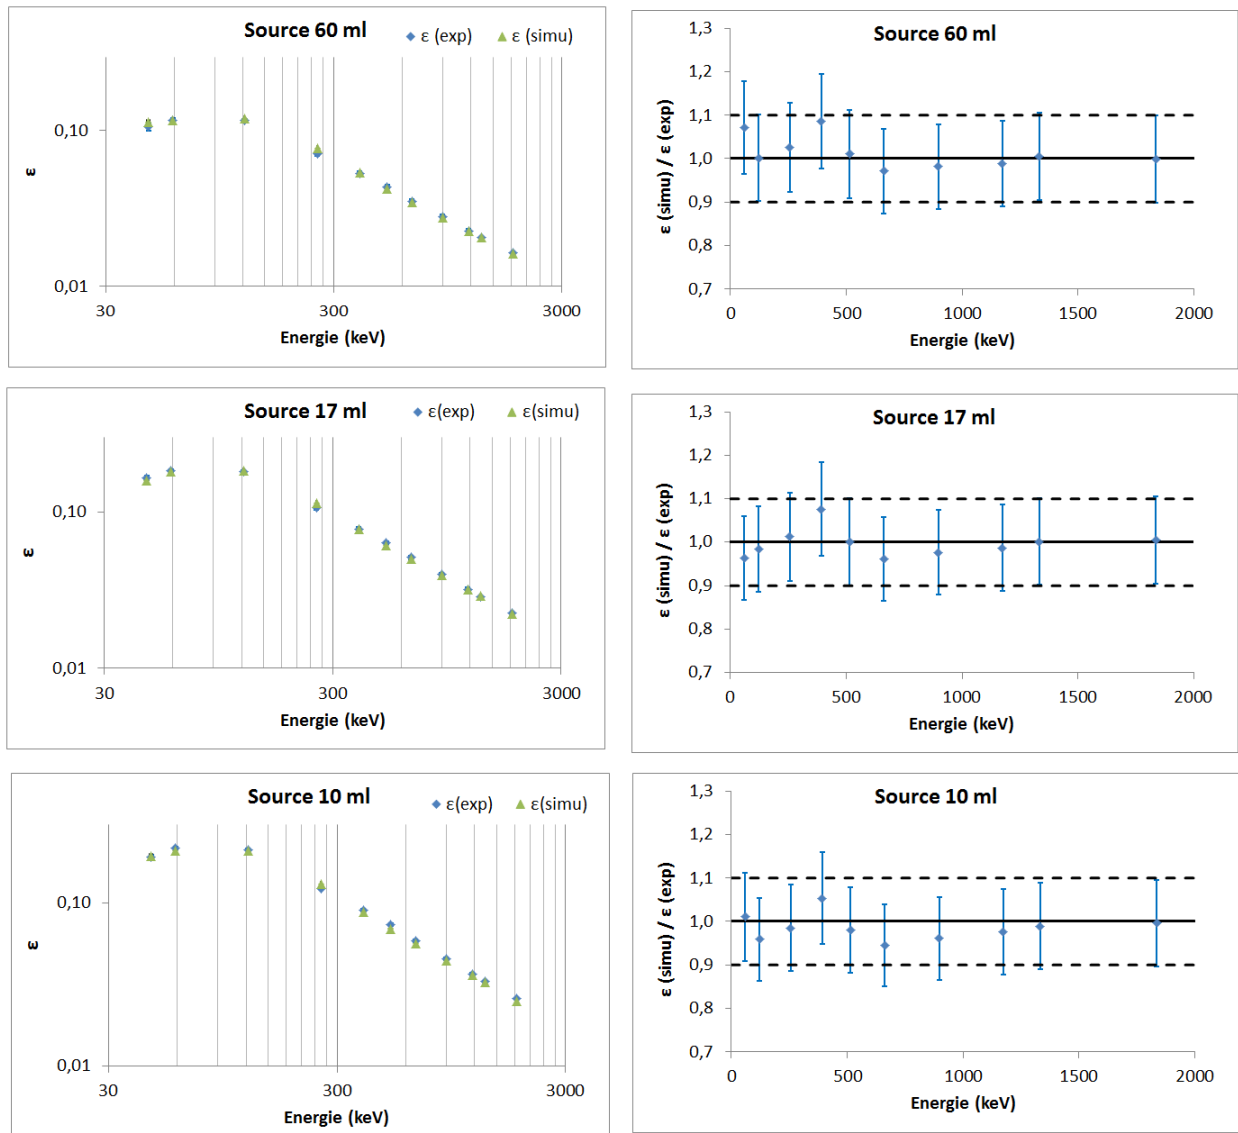 Source 60 ml
ε (exp) ε (simu)
0,10
ε
0,01
30 300 3000
Energie (keV)
Source 60 ml
1,3
1,2
1,1
1,0
0,9
0,8
0,7
ε (simu) / ε (exp)
0 500 1000 1500 2000
Energie (keV)
Source 17 ml
ε(exp) ε(simu)
0,10
ε
0,01
30 300 3000
Energie (keV)
Source 17 ml
1,3
1,2
1,1
1,0
0,9
0,8
0,7
ε (simu) / ε (exp)
0 500 1000 1500 2000
Energie (keV)
Source 10 ml
ε(exp) ε(simu)
0,10
ε
0,01
30 300 3000
Energie (keV)
Source 10 ml
1,3
1,2
1,1
1,0
0,9
0,8
0,7
ε (simu) / ε (exp)
0 500 1000 1500 2000
Energie (keV)